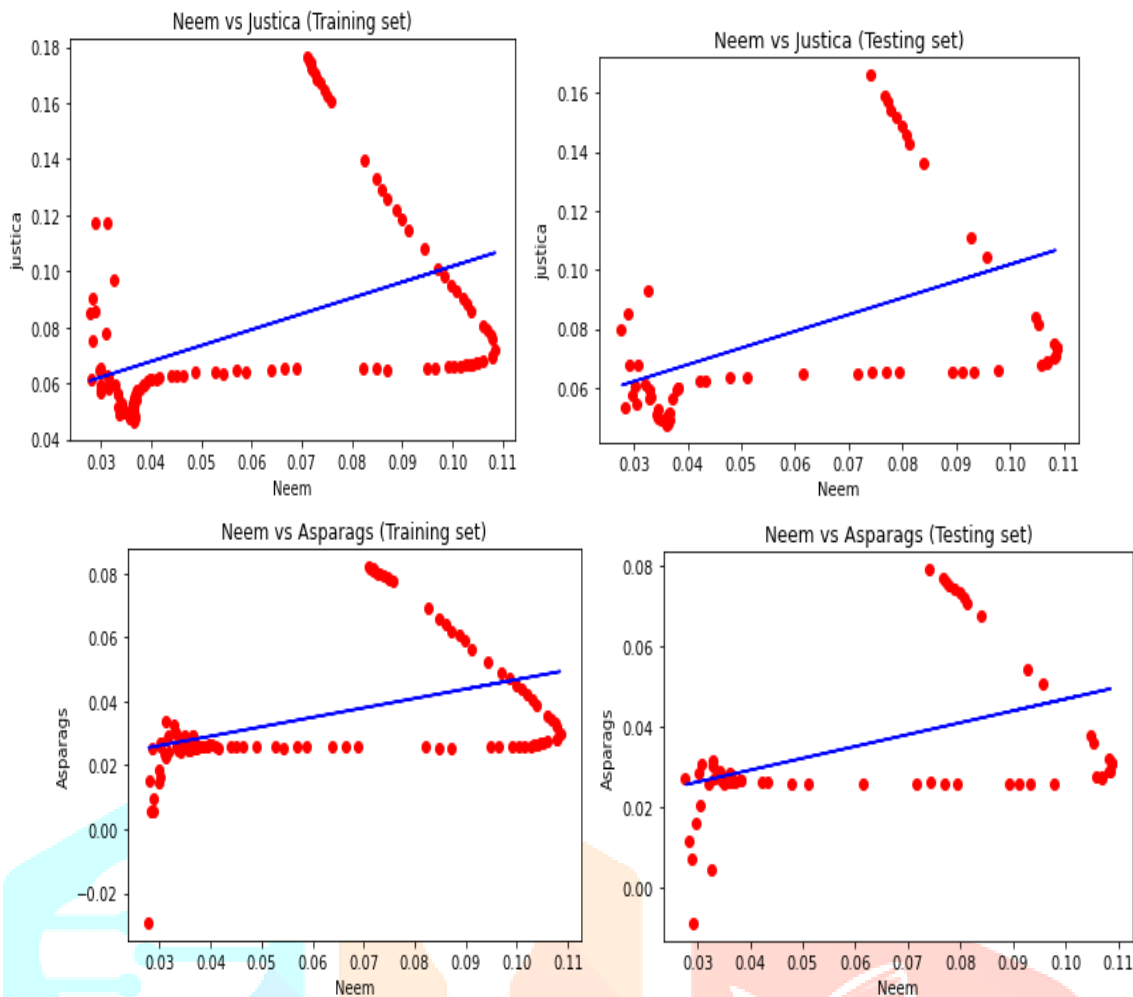 Neem vs Justica (Training set)
0.18
0.16
0.14
0.12
0.10
0.08
0.06
0.04
justica
0.03 0.04 0.05 0.06 0.07 0.08 0.09 0.10 0.11
Neem
Neem vs Justica (Testing set)
0.16
0.14
0.12
0.10
0.08
0.06
justica
0.03 0.04 0.05 0.06 0.07 0.08 0.09 0.10 0.11
Neem
Neem vs Asparags (Training set)
0.08
0.06
0.04
0.02
0.00
−0.02
Asparags
0.03 0.04 0.05 0.06 0.07 0.08 0.09 0.10 0.11
Neem
Neem vs Asparags (Testing set)
0.08
0.06
0.04
0.02
0.00
Asparags
0.03 0.04 0.05 0.06 0.07 0.08 0.09 0.10 0.11
Neem